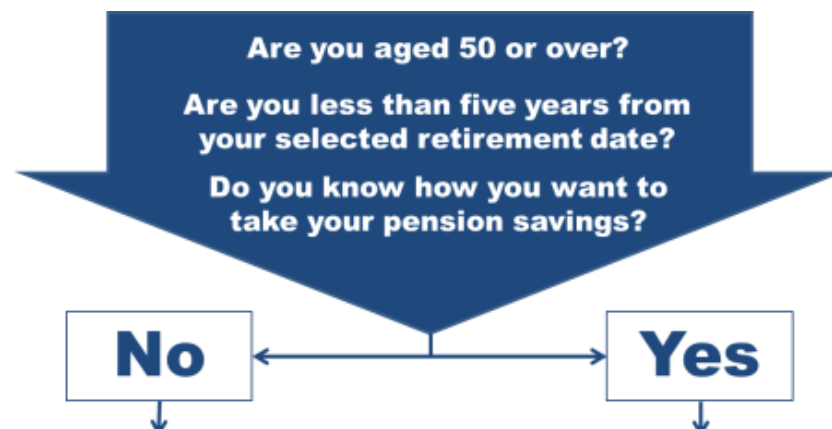 Are you aged 50 or over?
Are you less than five years from
your selected retirement date?
Do you know how you want to
take your pension savings?
No
Yes